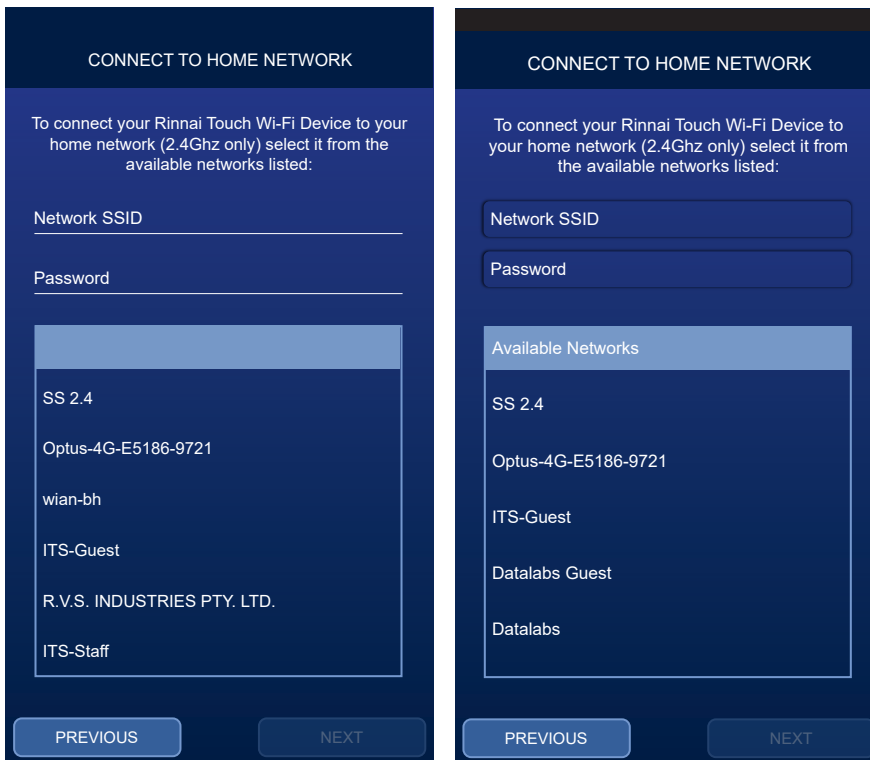 CONNECT TO HOME NETWORK
To connect your Rinnai Touch Wi-Fi Device to your
home network (2.4Ghz only) select it from the
available networks listed:
Network SSID
Password
SS 2.4
Optus-4G-E5186-9721
wian-bh
ITS-Guest
R.V.S. INDUSTRIES PTY. LTD.
ITS-Staff
PREVIOUS
NEXT
CONNECT TO HOME NETWORK
To connect your Rinnai Touch Wi-Fi Device to
your home network (2.4Ghz only) select it from
the available networks listed:
Network SSID
Password
Available Networks
SS 2.4
Optus-4G-E5186-9721
ITS-Guest
Datalabs Guest
Datalabs
PREVIOUS
NEXT